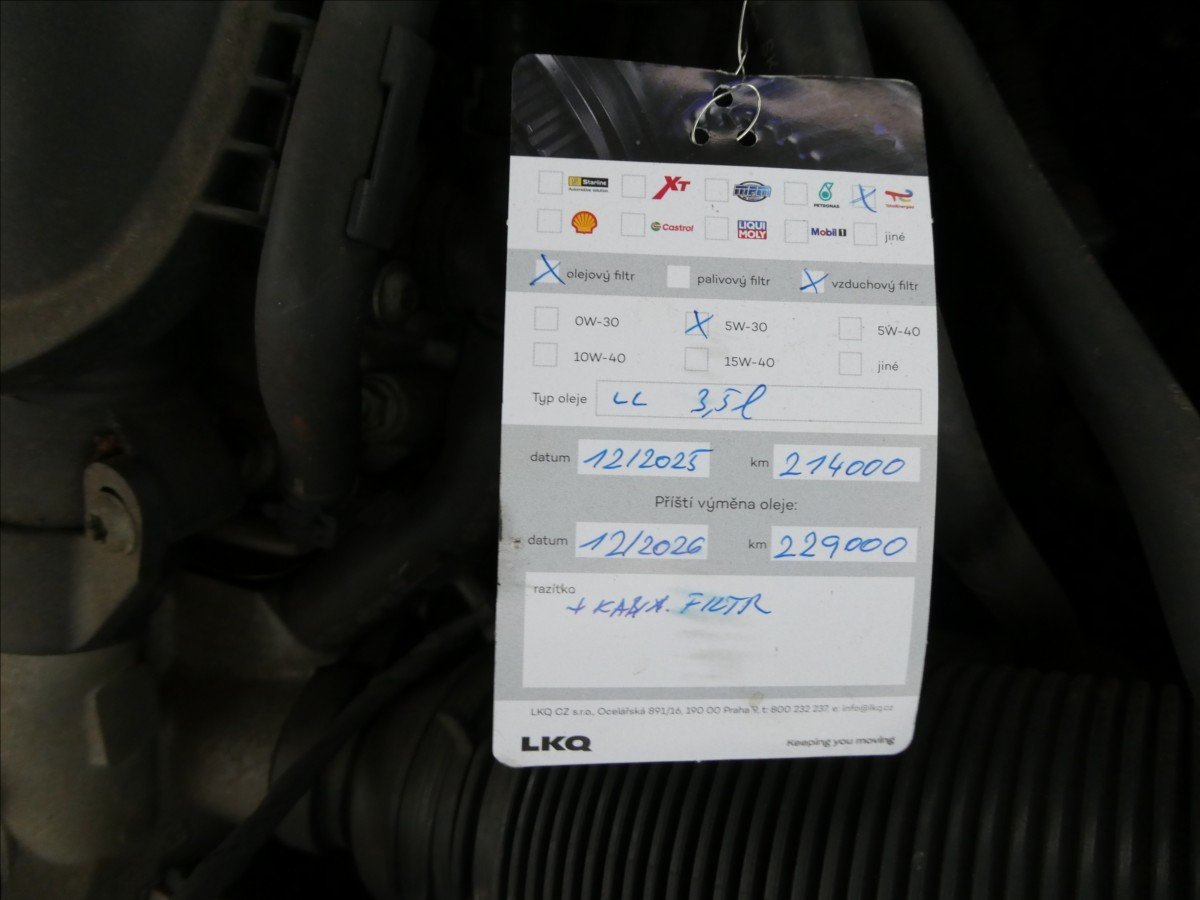 Starline XT MPM PETRONAS X TotalEnergies
Automotive solution
Castrol LIQUI MOLY Mobil 1 jiné
X olejový filtr palivový filtr X vzduchový filtr
0W-30 X 5W-30 5W-40
10W-40 15W-40 jiné
Typ oleje LL 3,5l
datum 12/2025 km 214000
Příští výměna oleje:
datum 12/2026 km 229000
razítko
+ FILTR
LKQ CZ s.r.o., Ocelářská 891/16, 190 00 Praha 9, t: 800 232 237, e: info@lkq.cz
LKQ Keeping you moving